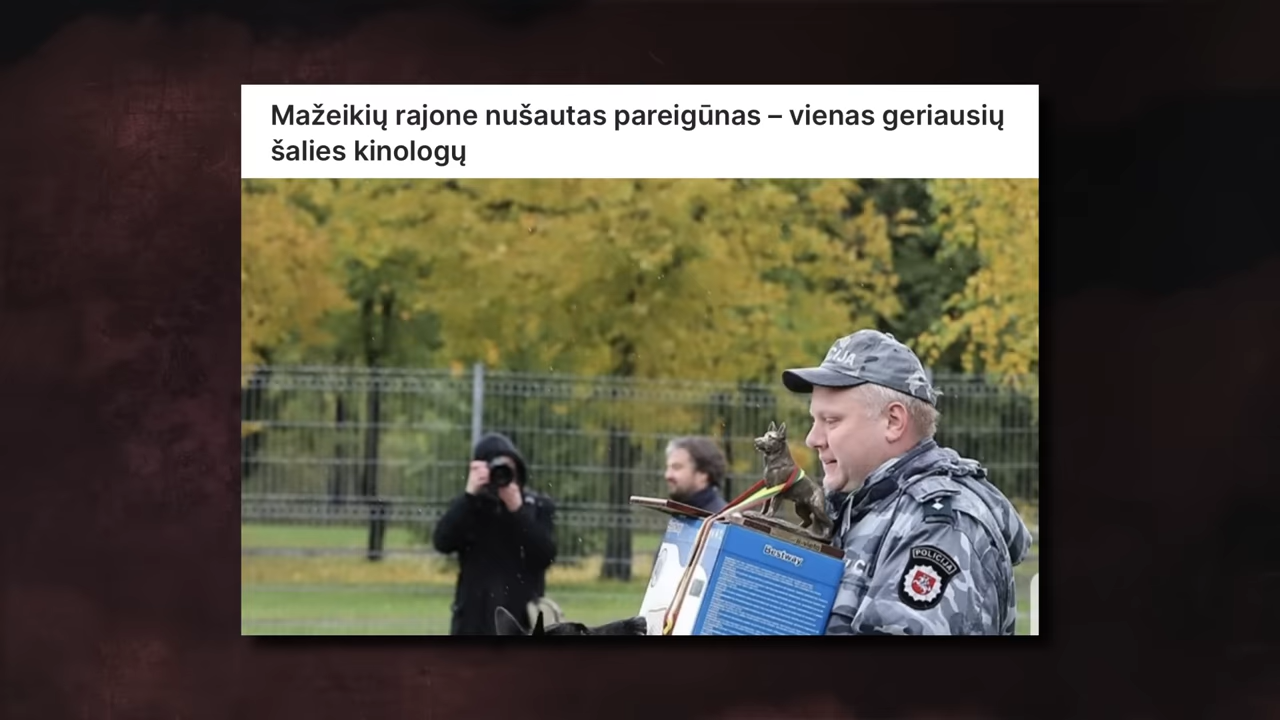 Mažeikių rajone nušautas pareigūnas – vienas geriausių
šalies kinologų
Bestway
POLICIJA